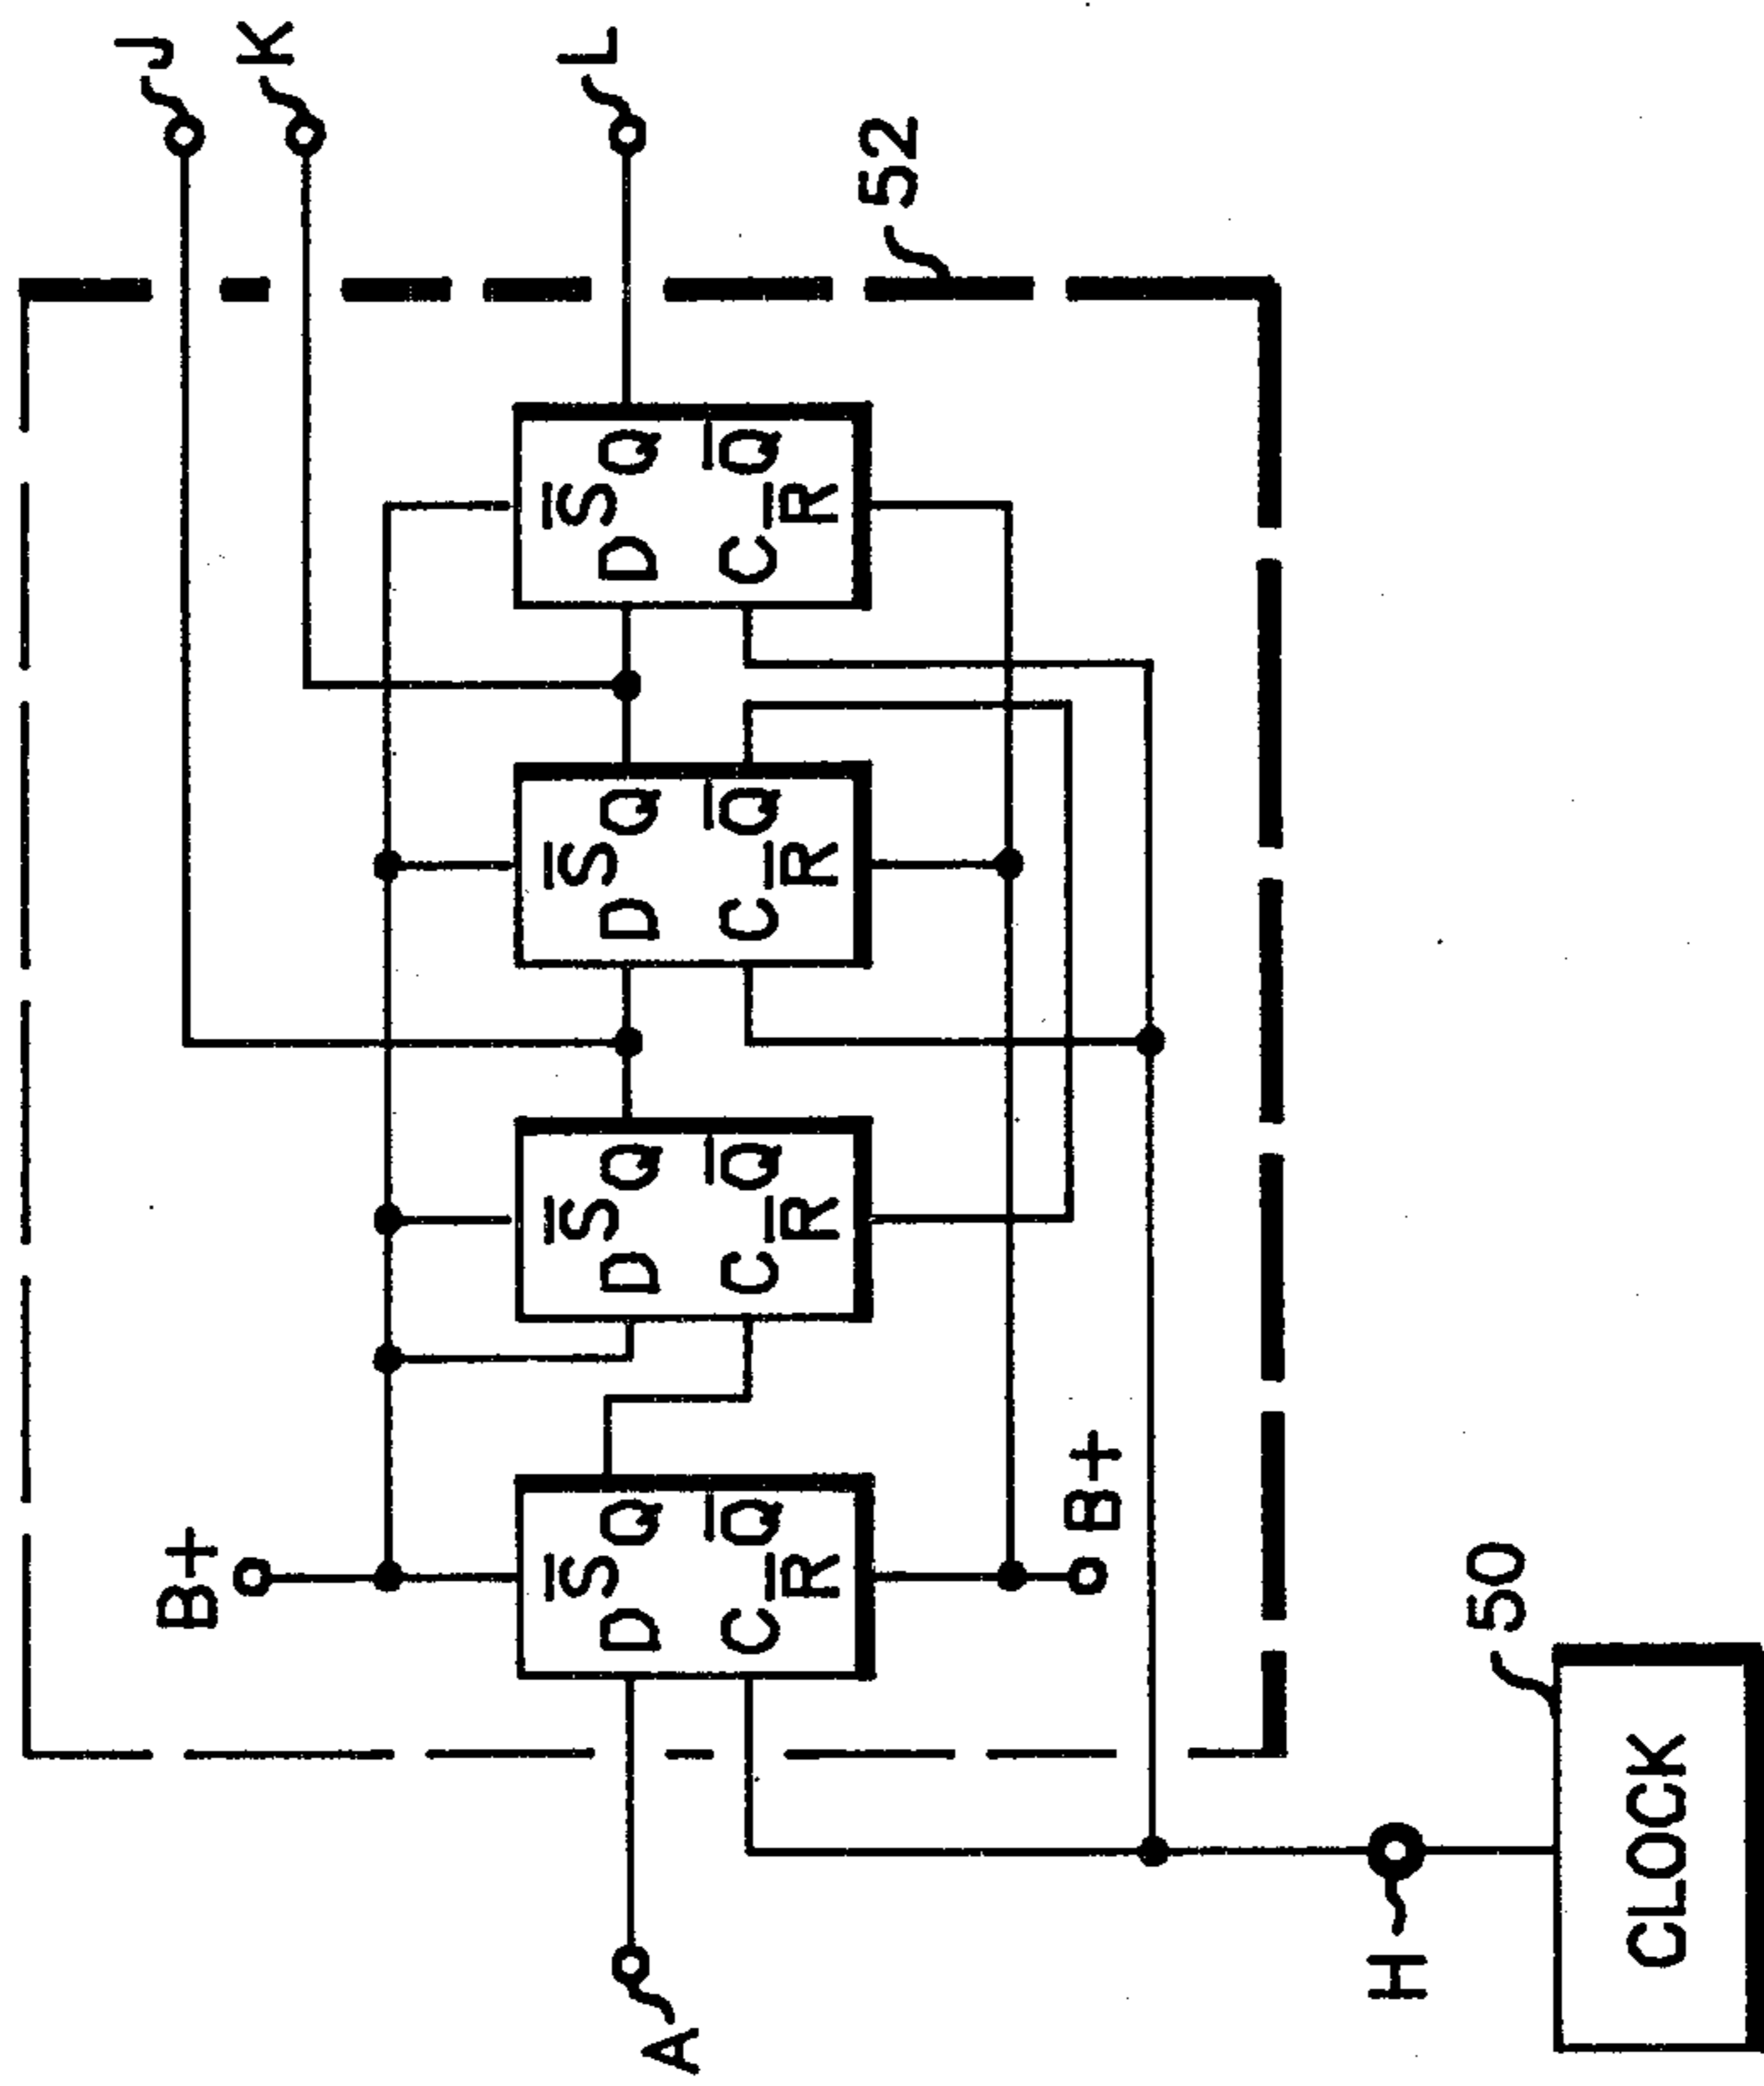 J
B+
K
S̅ S̅ S̅ S̅
L
D Q D Q D Q D Q
A
C Q̅ C Q̅ C Q̅ C Q̅
R̅ R̅ R̅ R̅
52
B+
H
50
CLOCK